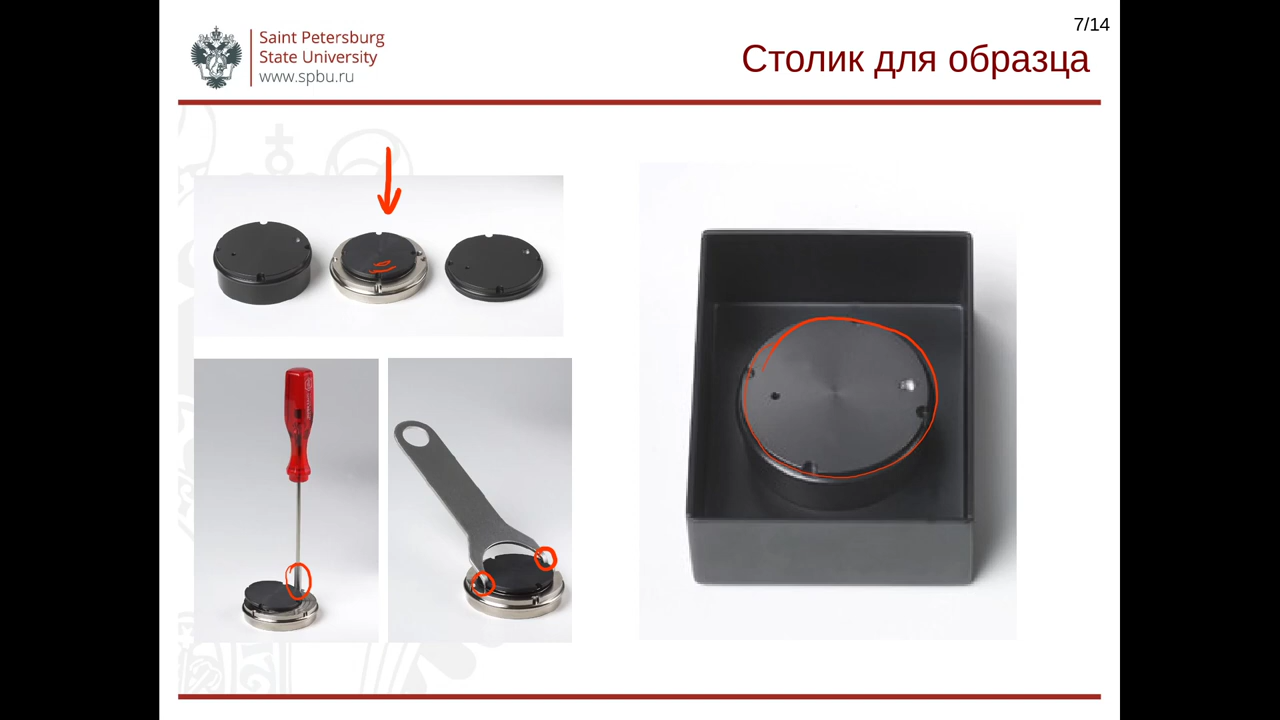 7/14
Saint Petersburg
State University
www.spbu.ru
Столик для образца